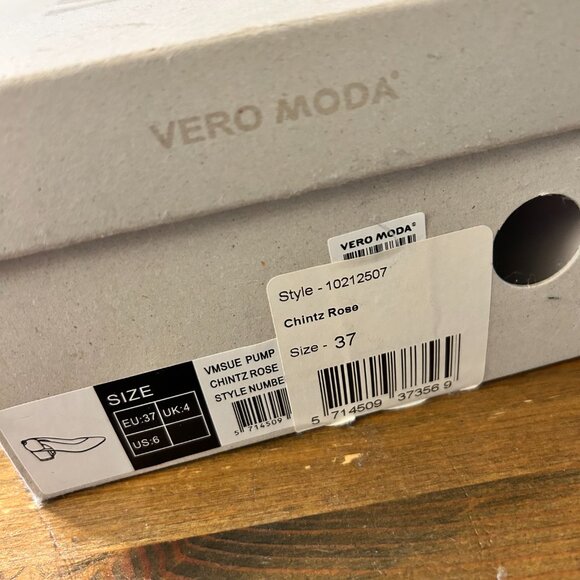 VERO MODA®
VERO MODA®
Style - 10212507
Chintz Rose
Size - 37
5 714509 37356 9
VMSUE PUMP
CHINTZ ROSE
STYLE NUMBE
5 714509
SIZE
EU:37 UK:4
US:6